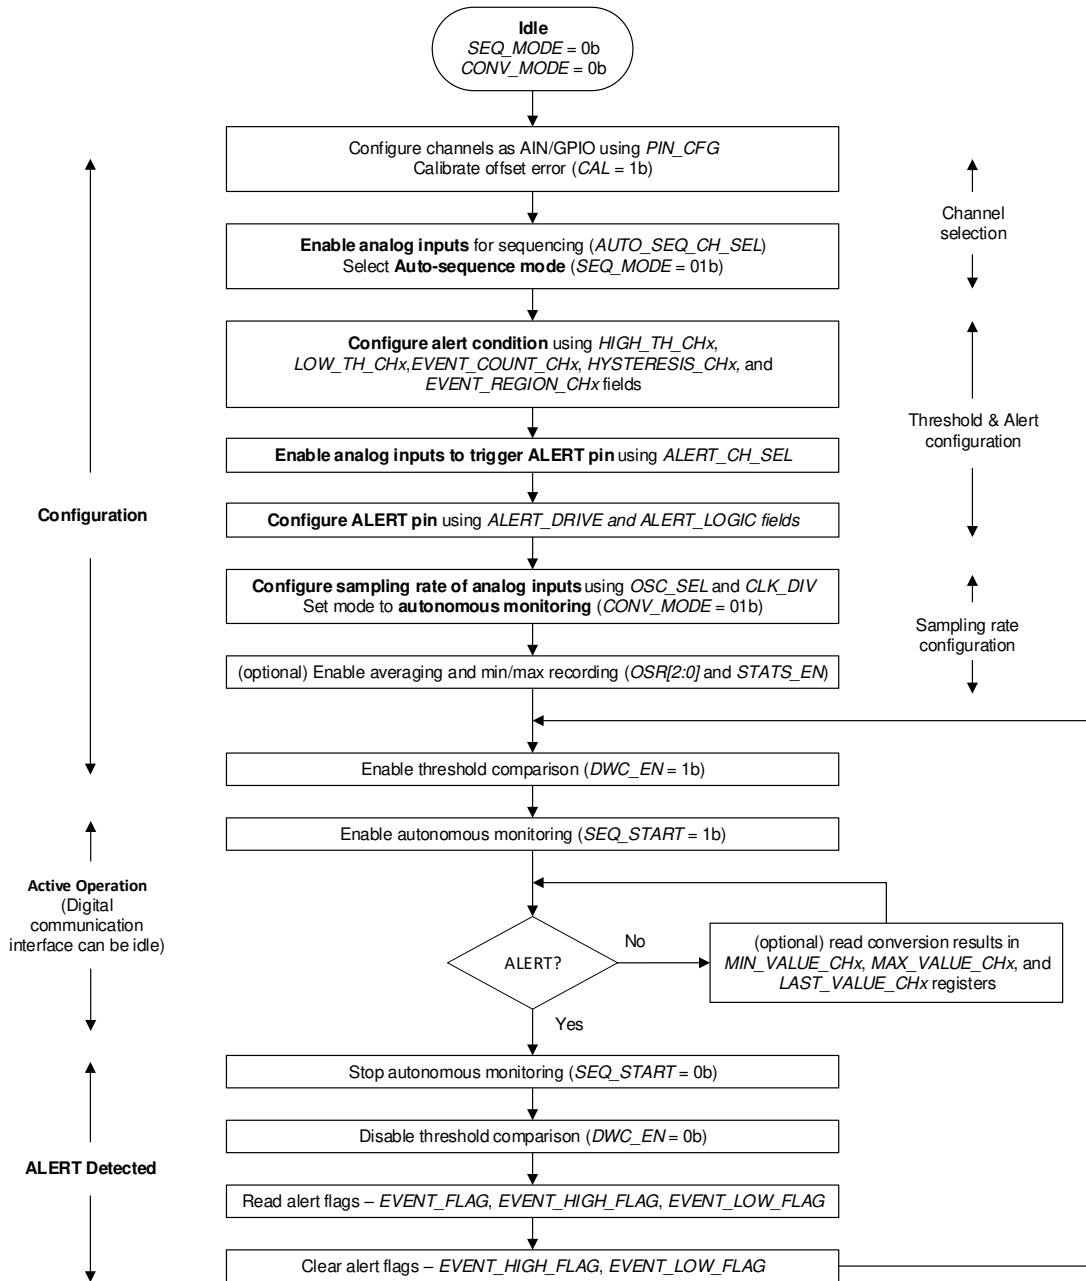 Idle
SEQ_MODE = 0b
CONV_MODE = 0b
Configure channels as AIN/GPIO using PIN_CFG
Calibrate offset error (CAL = 1b)
Channel
selection
Enable analog inputs for sequencing (AUTO_SEQ_CH_SEL)
Select Auto-sequence mode (SEQ_MODE = 01b)
Configure alert condition using HIGH_TH_CHx,
LOW_TH_CHx,EVENT_COUNT_CHx, HYSTERESIS_CHx, and
EVENT_REGION_CHx fields
Threshold & Alert
configuration
Enable analog inputs to trigger ALERT pin using ALERT_CH_SEL
Configuration
Configure ALERT pin using ALERT_DRIVE and ALERT_LOGIC fields
Configure sampling rate of analog inputs using OSC_SEL and CLK_DIV
Set mode to autonomous monitoring (CONV_MODE = 01b)
Sampling rate
configuration
(optional) Enable averaging and min/max recording (OSR[2:0] and STATS_EN)
Enable threshold comparison (DWC_EN = 1b)
Enable autonomous monitoring (SEQ_START = 1b)
Active Operation
(Digital
communication
interface can be idle)
ALERT?
No
(optional) read conversion results in
MIN_VALUE_CHx, MAX_VALUE_CHx, and
LAST_VALUE_CHx registers
Yes
Stop autonomous monitoring (SEQ_START = 0b)
Disable threshold comparison (DWC_EN = 0b)
ALERT Detected
Read alert flags – EVENT_FLAG, EVENT_HIGH_FLAG, EVENT_LOW_FLAG
Clear alert flags – EVENT_HIGH_FLAG, EVENT_LOW_FLAG